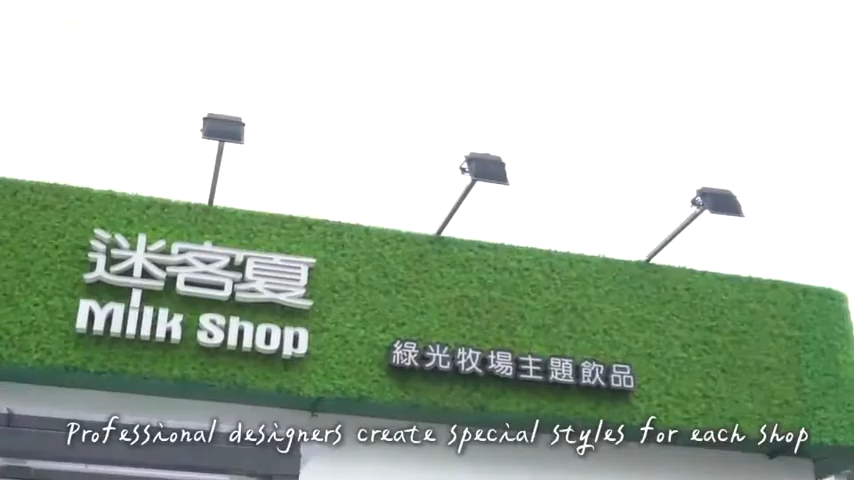 迷客夏
Milk Shop
綠光牧場主題飲品
Professional designers create special styles for each shop